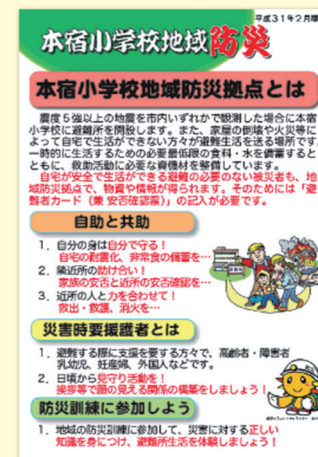 平成31年2月
本宿小学校地域防災
本宿小学校地域防災拠点とは
震度5強以上の地震を市内いずれかで観測した場合に本宿
小学校に避難所を開設します。また、家屋の倒壊や火災等に
よって自宅で生活ができない方々が避難生活を送る場所です。
一時的に生活するための必要最低限の食料・水を備蓄すると
ともに、救助活動に必要な資機材を整備しています。
自宅が安全で生活ができる避難の必要のない被災者も、地
域防災拠点で、物資や情報が得られます。そのためには「避
難者カード（兼 安否確認票）」の記入が必要です。
自助と共助
1．自分の身は自分で守る！
自宅の耐震化、非常食の備蓄を…
2．隣近所の助け合い！
家族の安否と近所の安否確認を…
3．近所の人と力を合わせて！
救出・救護、消火を…
災害時要援護者とは
1．避難する際に支援を要する方々で、高齢者・障害者
乳幼児、妊産婦、外国人などです。
2．日頃から見守り活動を！
挨拶等で顔の見える関係の構築をしましょう！
防災訓練に参加しよう
1．地域の防災訓練に参加して、災害に対する正しい
知識を身につけ、避難所生活を体験しましょう！